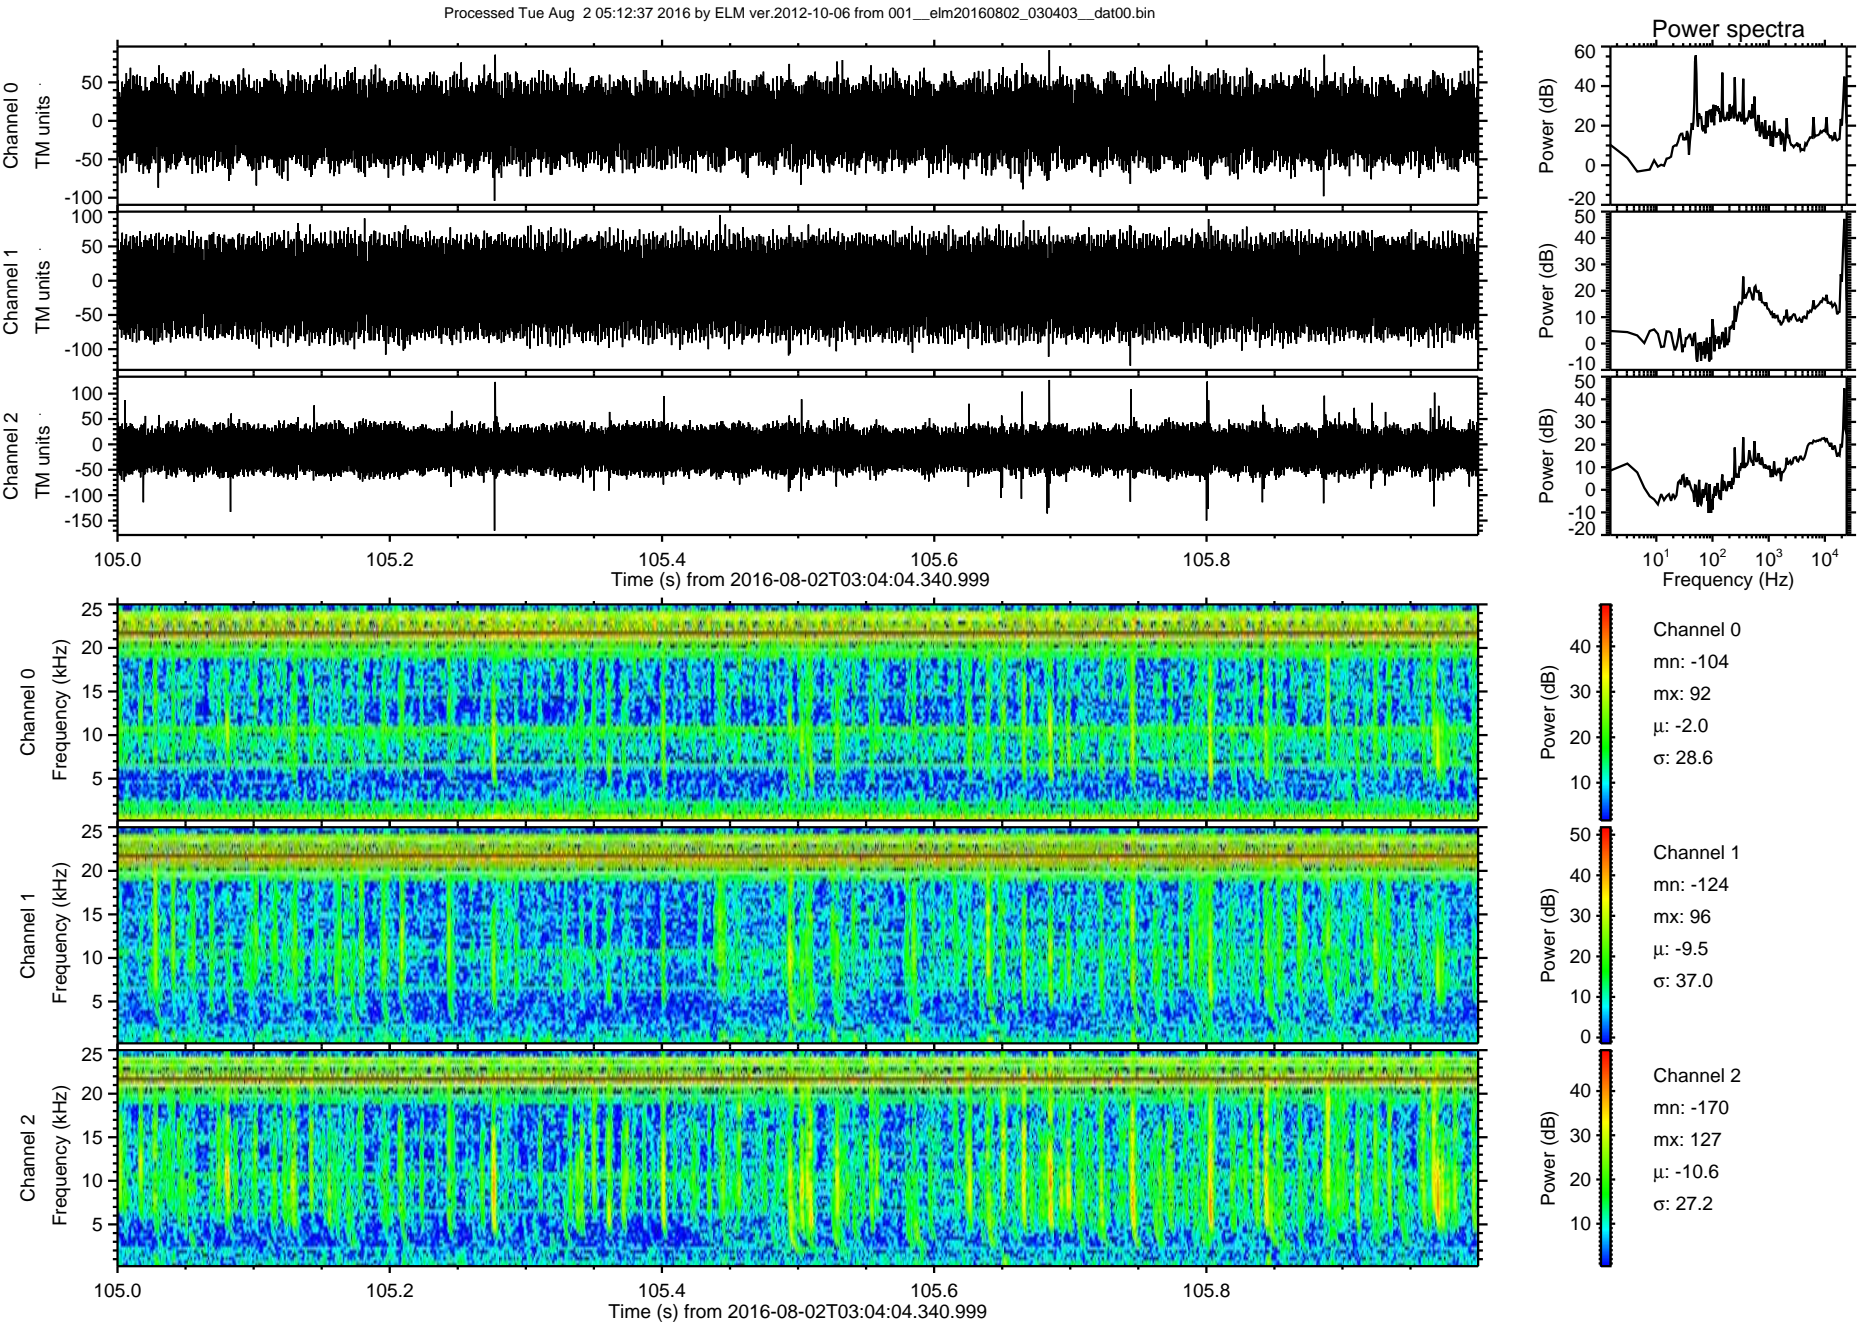 Processed Tue Aug  2 05:12:37 2016 by ELM ver.2012-10-06 from 001__elm20160802_030403__dat00.bin
Power spectra
Channel 0
TM units
50
0
-50
-100
Power (dB)
60
40
20
0
-20
Channel 1
TM units
100
50
0
-50
-100
Power (dB)
50
40
30
20
10
0
-10
Channel 2
TM units
100
50
0
-50
-100
-150
Power (dB)
50
40
30
20
10
0
-10
-20
105.0 105.2 105.4 105.6 105.8
Time (s) from 2016-08-02T03:04:04.340.999
10^1 10^2 10^3 10^4
Frequency (Hz)
Channel 0
Frequency (kHz)
25
20
15
10
5
Power (dB)
40
30
20
10
Channel 0
mn: -104
mx: 92
μ: -2.0
σ: 28.6
Channel 1
Frequency (kHz)
25
20
15
10
5
Power (dB)
50
40
30
20
10
0
Channel 1
mn: -124
mx: 96
μ: -9.5
σ: 37.0
Channel 2
Frequency (kHz)
25
20
15
10
5
Power (dB)
40
30
20
10
Channel 2
mn: -170
mx: 127
μ: -10.6
σ: 27.2
105.0 105.2 105.4 105.6 105.8
Time (s) from 2016-08-02T03:04:04.340.999